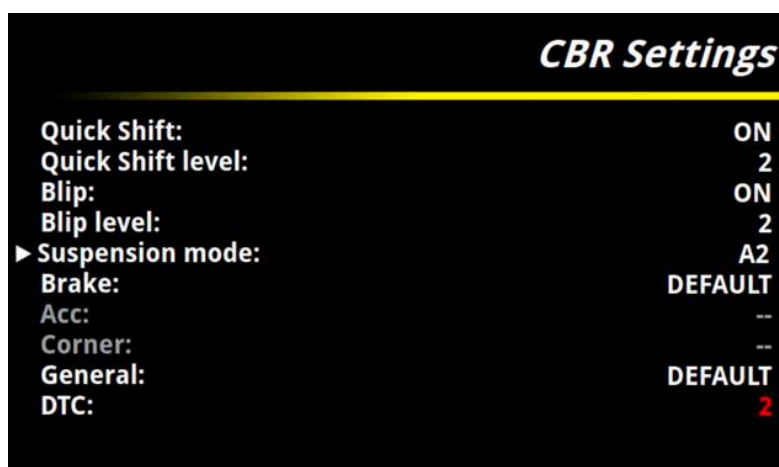 CBR Settings
Quick Shift: ON
Quick Shift level: 2
Blip: ON
Blip level: 2
Suspension mode: A2
Brake: DEFAULT
Acc: --
Corner: --
General: DEFAULT
DTC: 2